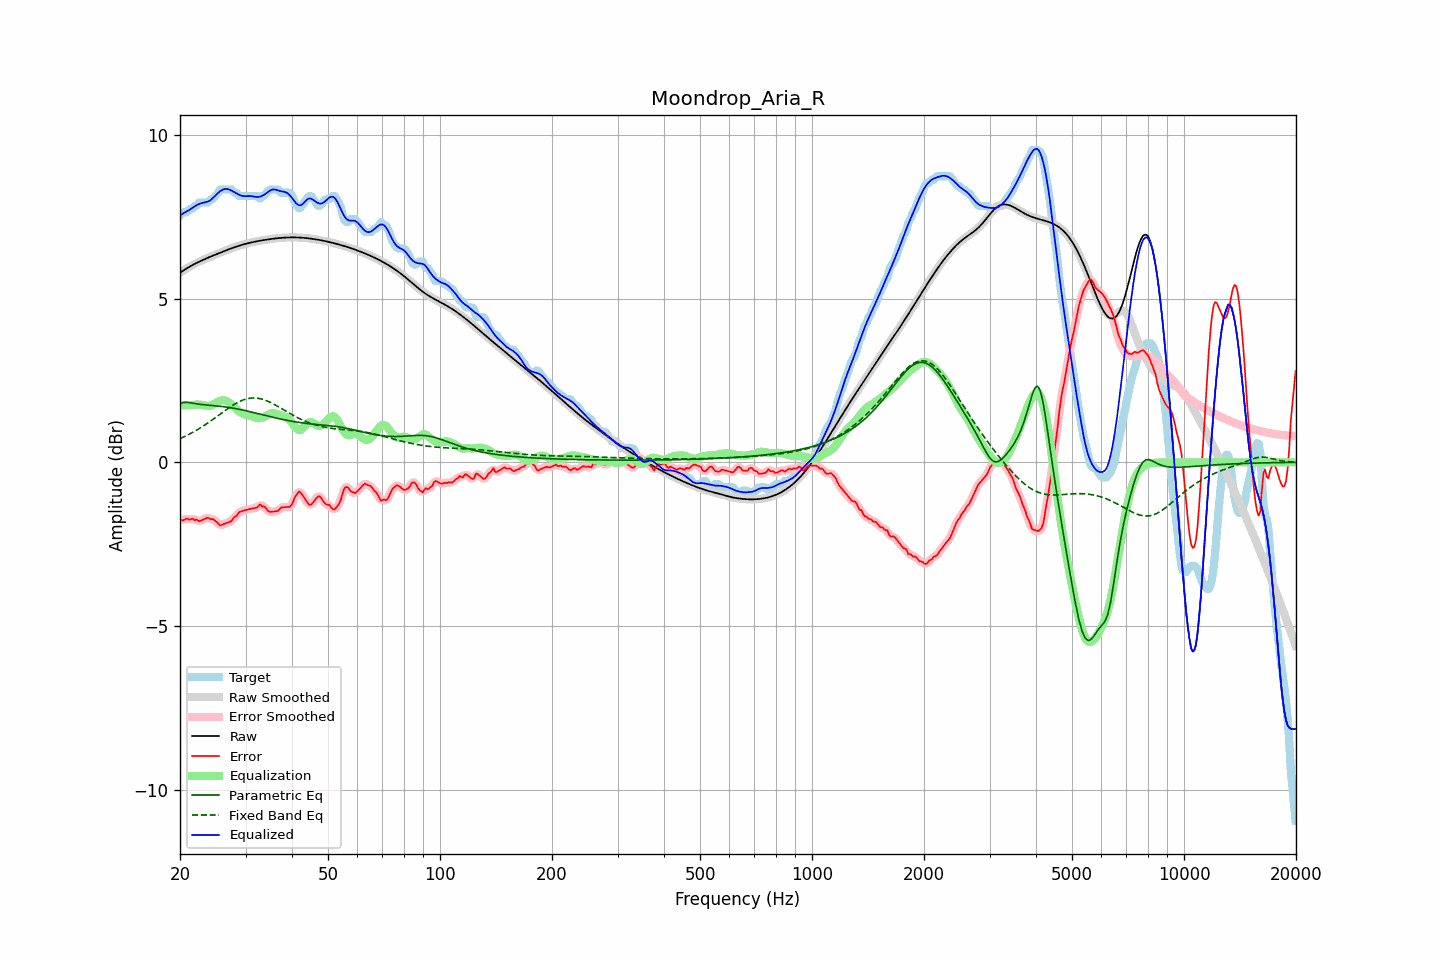 Moondrop_Aria_R
Amplitude (dBr)
10
5
0
−5
−10
Target
Raw Smoothed
Error Smoothed
Raw
Error
Equalization
Parametric Eq
Fixed Band Eq
Equalized
20 50 100 200 500 1000 2000 5000 10000 20000
Frequency (Hz)